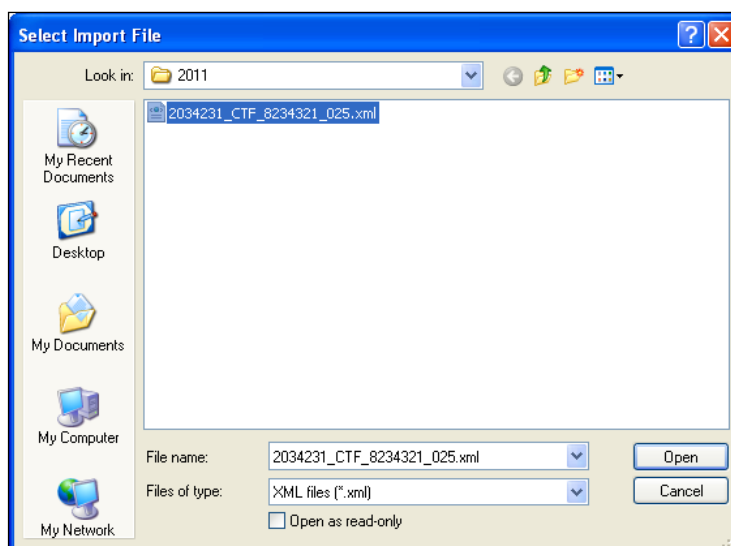 Select Import File
Look in:
2011
2034231_CTF_8234321_025.xml
My Recent
Documents
Desktop
My Documents
My Computer
My Network
File name:
2034231_CTF_8234321_025.xml
Open
Files of type:
XML files (*.xml)
Cancel
Open as read-only